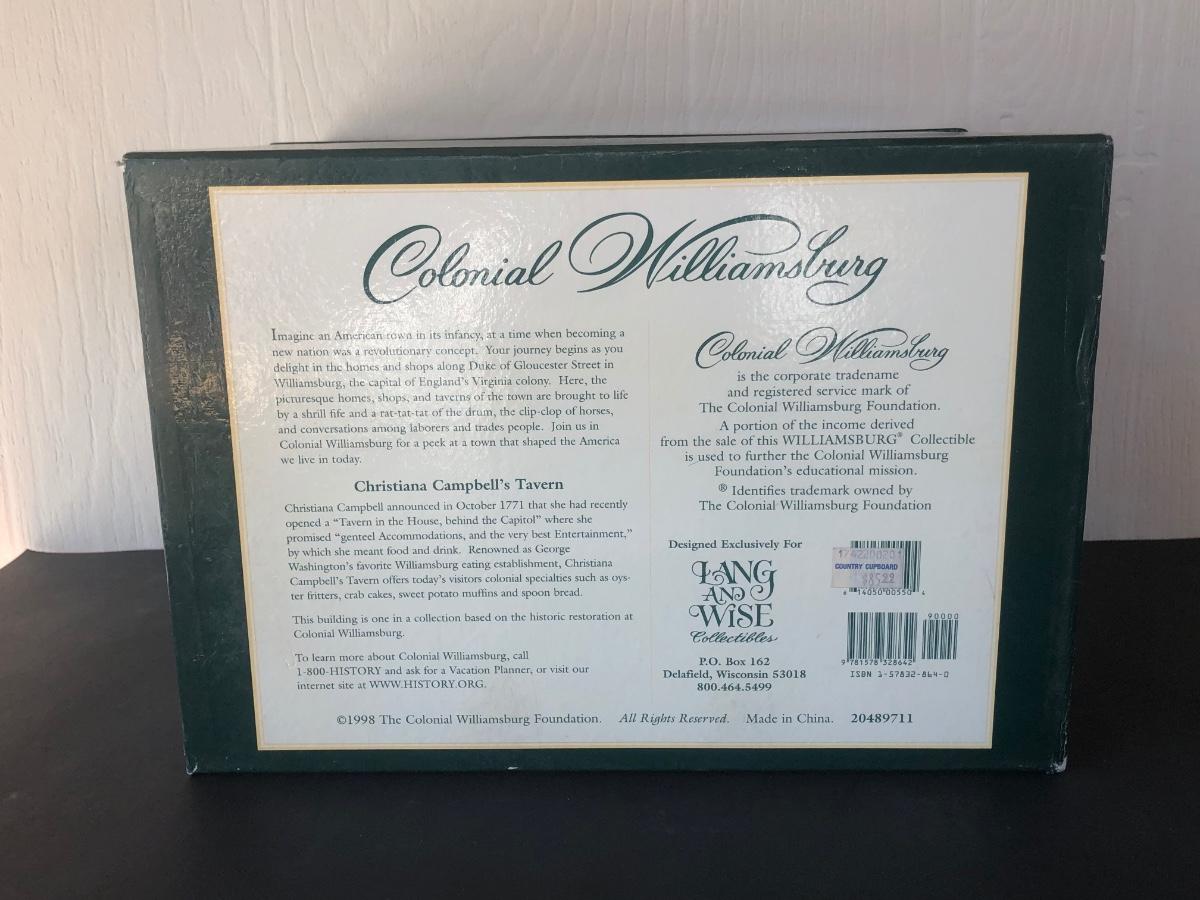 Colonial Williamsburg
Imagine an American town in its infancy, at a time when becoming a
new nation was a revolutionary concept. Your journey begins as you
delight in the homes and shops along Duke of Gloucester Street in
Williamsburg, the capital of England's Virginia colony. Here, the
picturesque homes, shops, and taverns of the town are brought to life
by a shrill fife and a rat-tat-tat of the drum, the clip-clop of horses,
and conversations among laborers and trades people. Join us in
Colonial Williamsburg for a peek at a town that shaped the America
we live in today.
Christiana Campbell's Tavern
Christiana Campbell announced in October 1771 that she had recently
opened a "Tavern in the House, behind the Capitol" where she
promised "genteel Accommodations, and the very best Entertainment,"
by which she meant food and drink. Renowned as George
Washington's favorite Williamsburg eating establishment, Christiana
Campbell's Tavern offers today's visitors colonial specialties such as oys-
ter fritters, crab cakes, sweet potato muffins and spoon bread.
This building is one in a collection based on the historic restoration at
Colonial Williamsburg.
To learn more about Colonial Williamsburg, call
1-800-HISTORY and ask for a Vacation Planner, or visit our
internet site at WWW.HISTORY.ORG.
Colonial Williamsburg
is the corporate tradename
and registered service mark of
The Colonial Williamsburg Foundation.
A portion of the income derived
from the sale of this WILLIAMSBURG® Collectible
is used to further the Colonial Williamsburg
Foundation's educational mission.
® Identifies trademark owned by
The Colonial Williamsburg Foundation
Designed Exclusively For
LANG
AND
WISE
Collectibles
P.O. Box 162
Delafield, Wisconsin 53018
800.464.5499
COUNTRY CUPBOARD
14050 00550 4
90000
9 781578 328642
ISBN 1-57832-864-0
©1998 The Colonial Williamsburg Foundation. All Rights Reserved. Made in China. 20489711